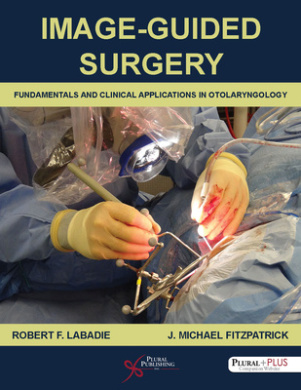 IMAGE-GUIDED
SURGERY
FUNDAMENTALS AND CLINICAL APPLICATIONS IN OTOLARYNGOLOGY
ROBERT F. LABADIE
J. MICHAEL FITZPATRICK
PLURAL
PUBLISHING
PLURAL+PLUS
Companion Website